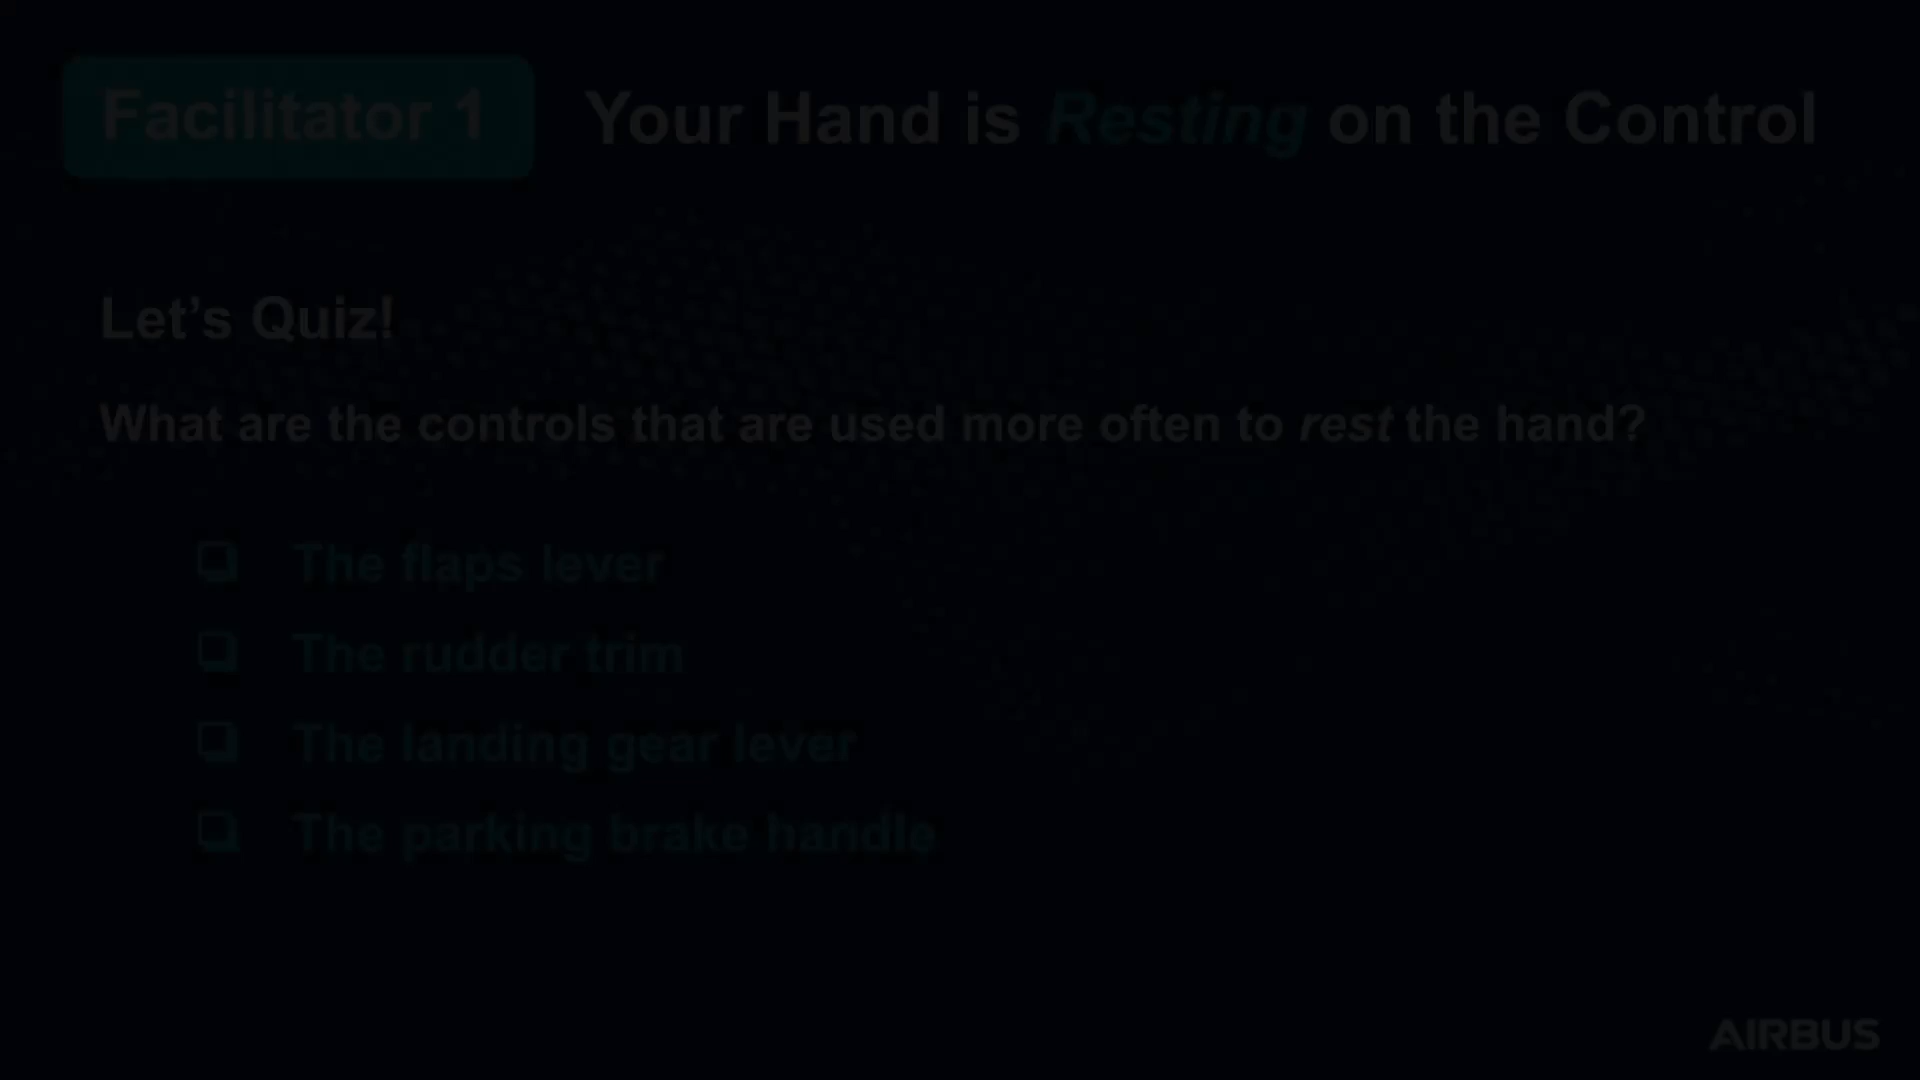 Facilitator 1
Your Hand is Resting on the Control
Let’s Quiz!
What are the controls that are used more often to rest the hand?
❑ The flaps lever
❑ The rudder trim
❑ The landing gear lever
❑ The parking brake handle
AIRBUS